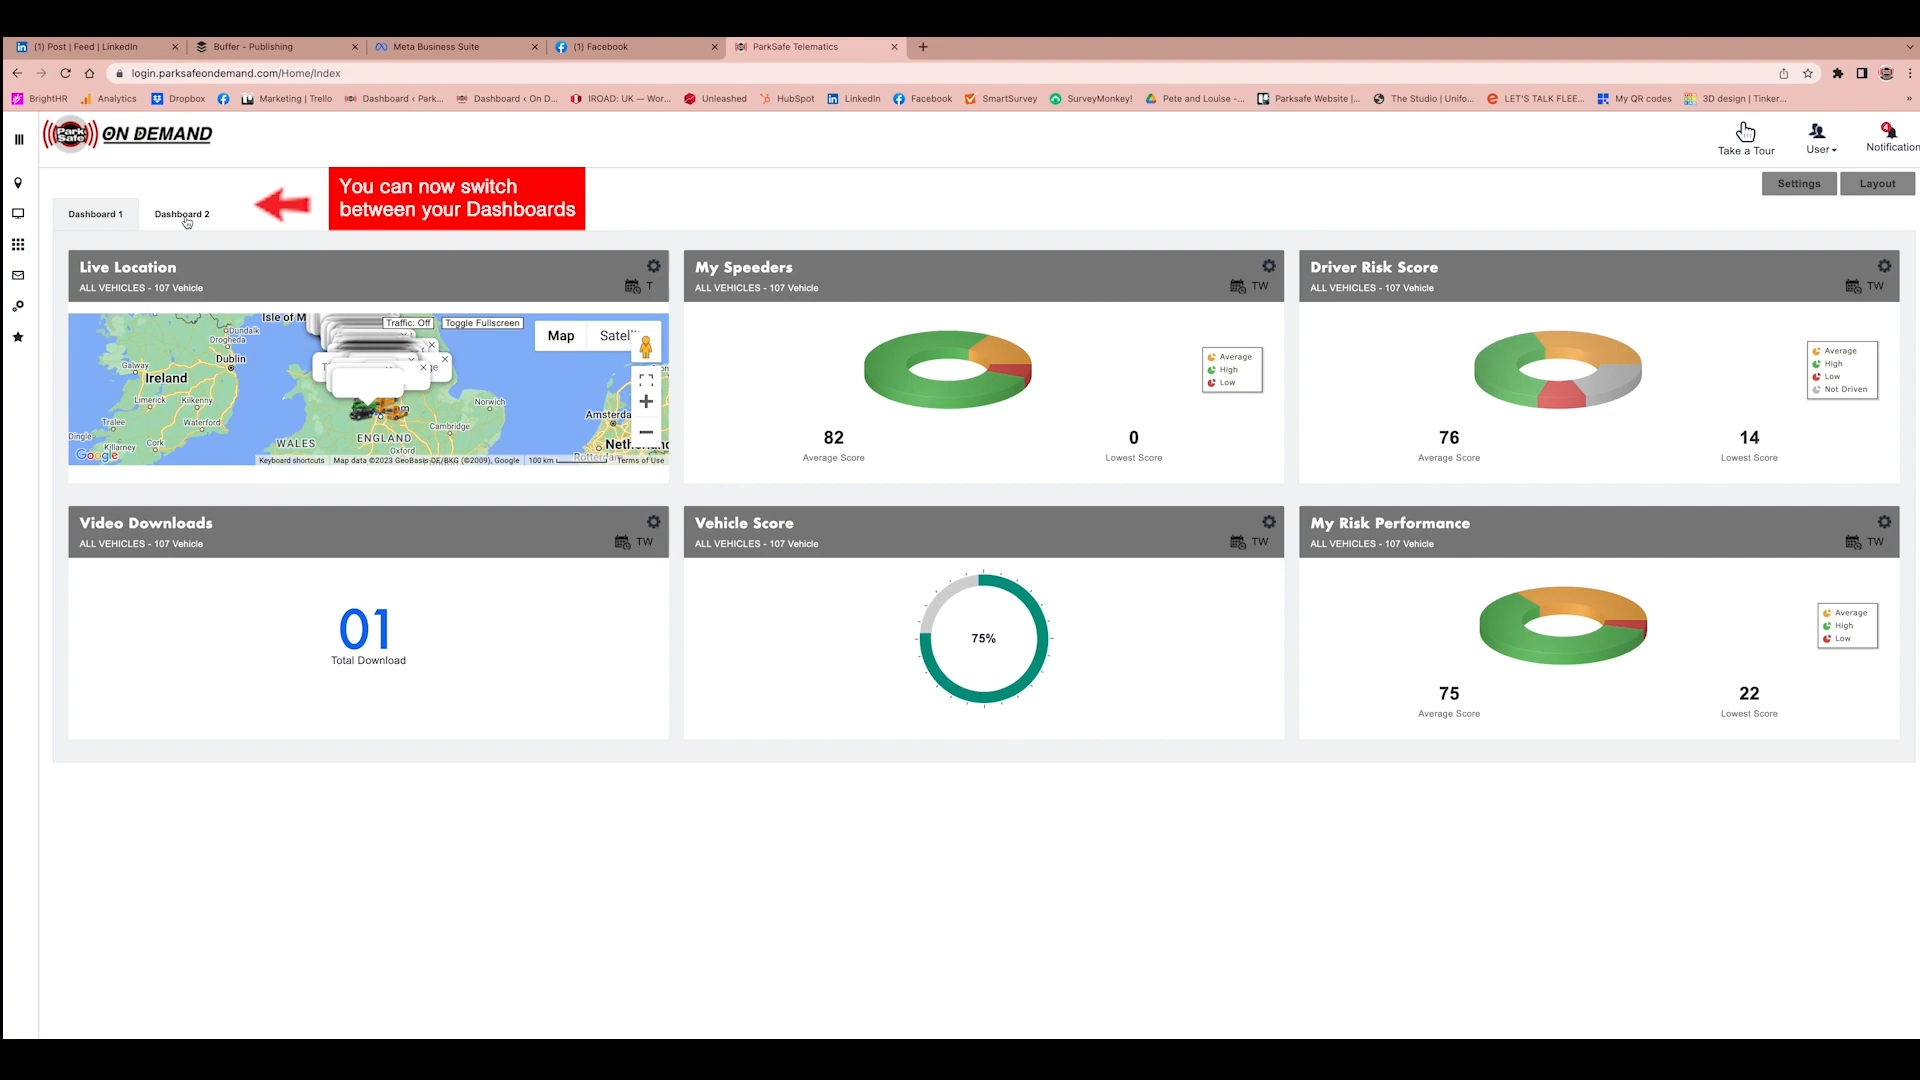 (1) Post | Feed | LinkedIn
Buffer - Publishing
Meta Business Suite
(1) Facebook
ParkSafe Telematics
login.parksafeondemand.com/Home/Index
BrightHR
Analytics
Dropbox
Marketing | Trello
Dashboard ‹ Park...
Dashboard ‹ On D...
IROAD: UK — Wor...
Unleashed
HubSpot
LinkedIn
Facebook
SmartSurvey
SurveyMonkey!
Pete and Louise -...
Parksafe Website |...
The Studio | Unifo...
LET'S TALK FLEE...
My QR codes
3D design | Tinker...
Park Safe ON DEMAND
Take a Tour
User
4
Notification
You can now switch
between your Dashboards
Settings
Layout
Dashboard 1
Dashboard 2
Live Location
ALL VEHICLES - 107 Vehicle
T
Isle of M
Traffic: Off
Toggle Fullscreen
Map
Satell
Dundalk
Drogheda
Dublin
Galway
Ireland
Limerick
Kilkenny
Tralee
Waterford
Dingle
Killarney
Cork
Norwich
Cambridge
WALES
ENGLAND
Oxford
Amsterda
Netherland
Rotterdam
Google
Keyboard shortcuts
Map data ©2023 GeoBasis-DE/BKG (©2009), Google
100 km
Terms of Use
My Speeders
ALL VEHICLES - 107 Vehicle
TW
Average
High
Low
82
Average Score
0
Lowest Score
Driver Risk Score
ALL VEHICLES - 107 Vehicle
TW
Average
High
Low
Not Driven
76
Average Score
14
Lowest Score
Video Downloads
ALL VEHICLES - 107 Vehicle
TW
01
Total Download
Vehicle Score
ALL VEHICLES - 107 Vehicle
TW
75%
My Risk Performance
ALL VEHICLES - 107 Vehicle
TW
Average
High
Low
75
Average Score
22
Lowest Score